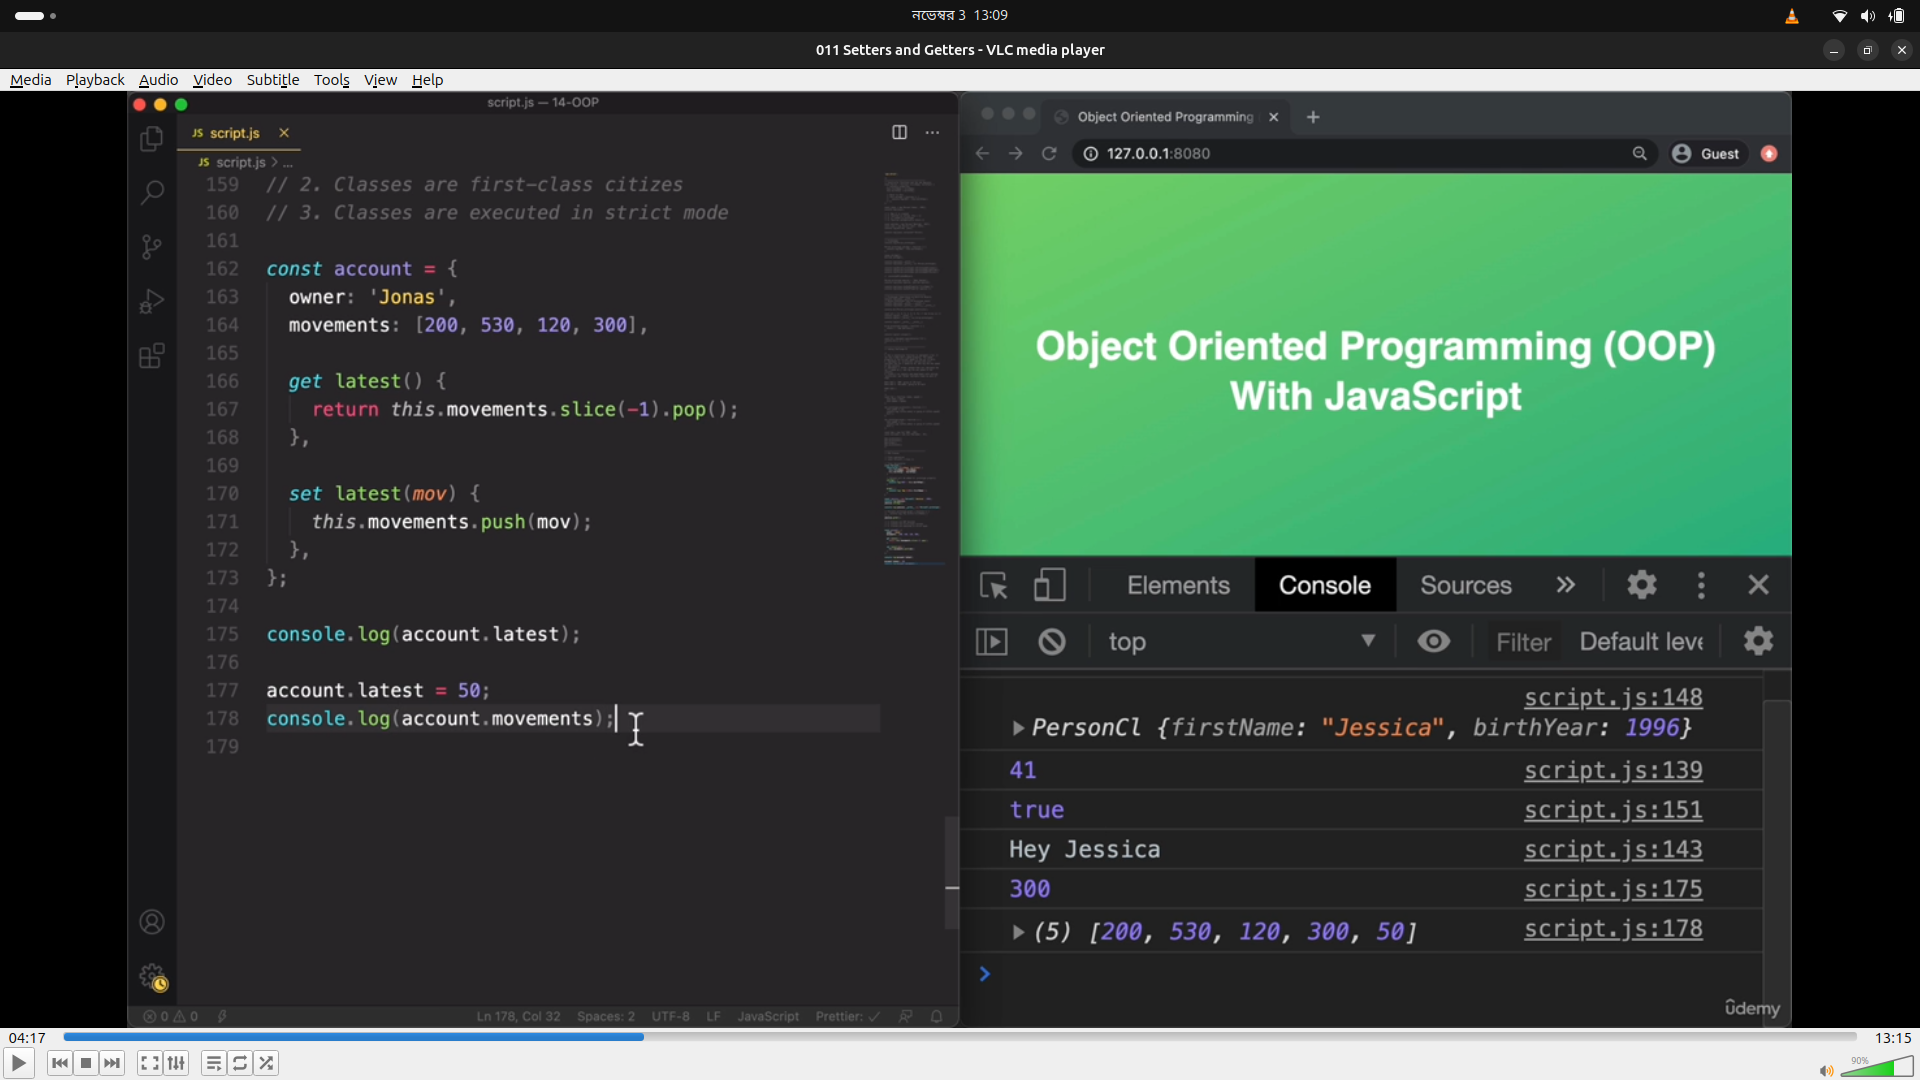 নভেম্বর 3 13:09
011 Setters and Getters - VLC media player
Media Playback Audio Video Subtitle Tools View Help
script.js — 14-OOP
JS script.js
JS script.js > ...
159 // 2. Classes are first-class citizes
160 // 3. Classes are executed in strict mode
161
162 const account = {
163 owner: 'Jonas',
164 movements: [200, 530, 120, 300],
165
166 get latest() {
167 return this.movements.slice(-1).pop();
168 },
169
170 set latest(mov) {
171 this.movements.push(mov);
172 },
173 };
174
175 console.log(account.latest);
176
177 account.latest = 50;
178 console.log(account.movements);
179
0 0 Ln 178, Col 32 Spaces: 2 UTF-8 LF JavaScript Prettier: ✓
Object Oriented Programming
127.0.0.1:8080 Guest
Object Oriented Programming (OOP)
With JavaScript
Elements Console Sources »
top Filter Default leve
script.js:148
PersonCl {firstName: "Jessica", birthYear: 1996}
41 script.js:139
true script.js:151
Hey Jessica script.js:143
300 script.js:175
(5) [200, 530, 120, 300, 50] script.js:178
ûdemy
04:17 13:15
90%